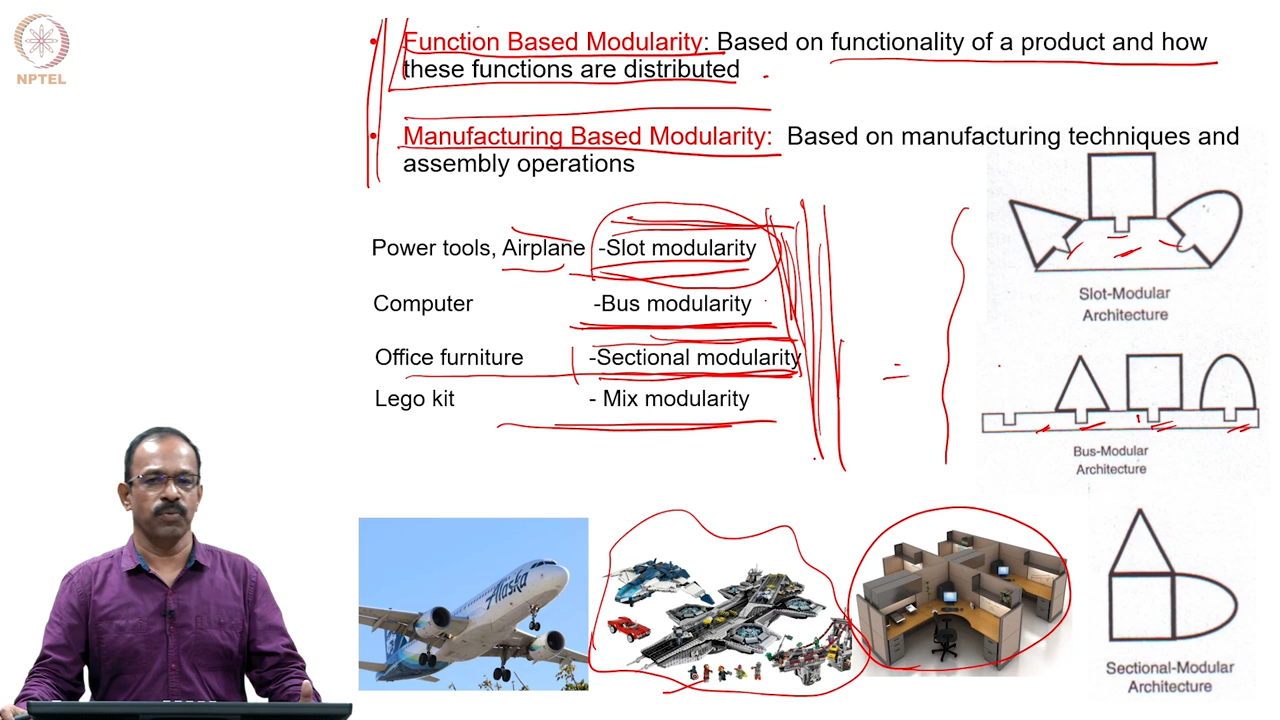 NPTEL
• Function Based Modularity: Based on functionality of a product and how
these functions are distributed
• Manufacturing Based Modularity: Based on manufacturing techniques and
assembly operations
Power tools, Airplane -Slot modularity
Computer -Bus modularity
Office furniture -Sectional modularity
Lego kit - Mix modularity
Slot-Modular
Architecture
Bus-Modular
Architecture
Sectional-Modular
Architecture
Alaska